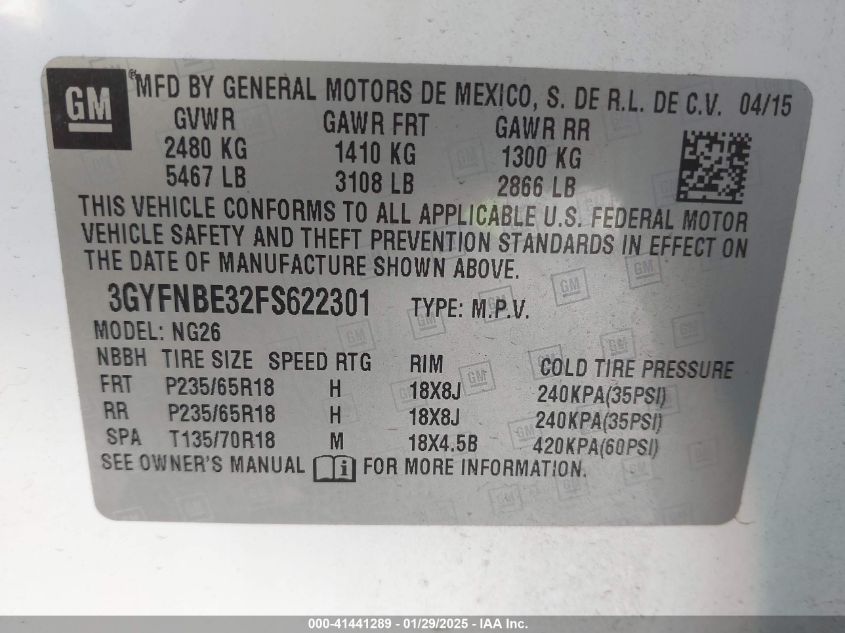 GM
® MFD BY GENERAL MOTORS DE MEXICO, S. DE R.L. DE C.V. 04/15
GVWR GAWR FRT GAWR RR
2480 KG 1410 KG 1300 KG
5467 LB 3108 LB 2866 LB
THIS VEHICLE CONFORMS TO ALL APPLICABLE U.S. FEDERAL MOTOR
VEHICLE SAFETY AND THEFT PREVENTION STANDARDS IN EFFECT ON
THE DATE OF MANUFACTURE SHOWN ABOVE.
3GYFNBE32FS622301 TYPE: M.P.V.
MODEL: NG26
NBBH TIRE SIZE SPEED RTG RIM COLD TIRE PRESSURE
FRT P235/65R18 H 18X8J 240KPA(35PSI)
RR P235/65R18 H 18X8J 240KPA(35PSI)
SPA T135/70R18 M 18X4.5B 420KPA(60PSI)
SEE OWNER'S MANUAL i FOR MORE INFORMATION.
000-41441289 - 01/29/2025 - IAA Inc.